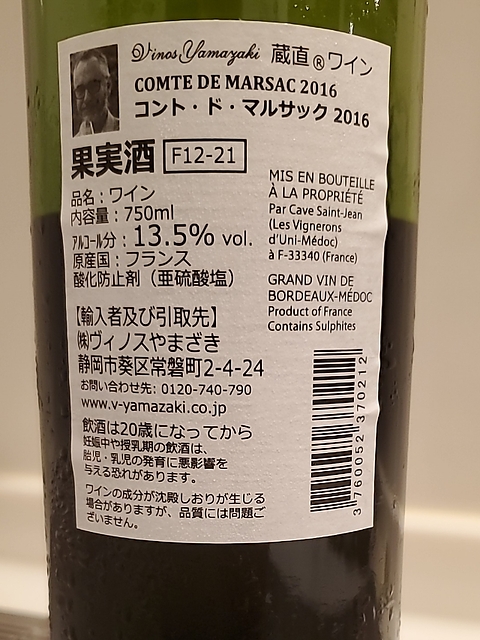 Vinos Yamazaki 蔵直®ワイン
COMTE DE MARSAC 2016
コント・ド・マルサック 2016
果実酒 F12-21
品名：ワイン
内容量：750ml
アルコール分：13.5% vol.
原産国：フランス
酸化防止剤（亜硫酸塩）
【輸入者及び引取先】
㈱ヴィノスやまざき
静岡市葵区常磐町2-4-24
お問い合わせ先: 0120-740-790
www.v-yamazaki.co.jp
飲酒は20歳になってから
妊娠中や授乳期の飲酒は、
胎児・乳児の発育に悪影響を
与える恐れがあります。
ワインの成分が沈殿しおりが生じる
場合がありますが、品質には問題ご
ざいません。
MIS EN BOUTEILLE
À LA PROPRIÉTÉ
Par Cave Saint-Jean
(Les Vignerons
d'Uni-Médoc)
à F-33340 (France)
GRAND VIN DE
BORDEAUX-MÉDOC
Product of France
Contains Sulphites
3 760052 370212